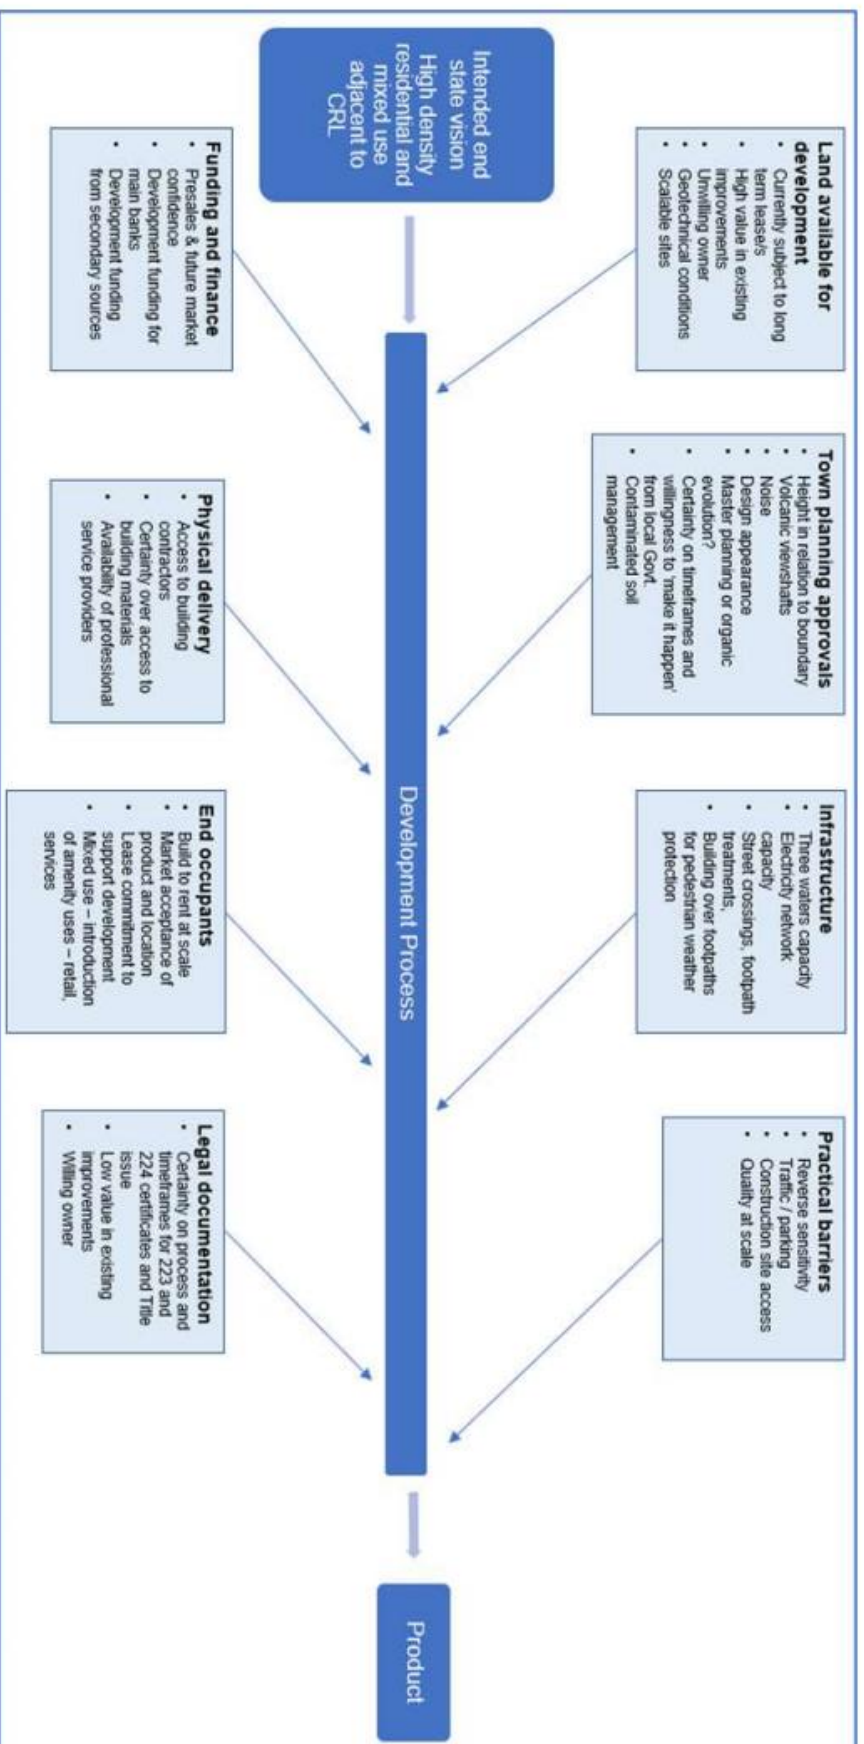 Intended end
state vision
High density
residential and
mixed use
adjacent to
CRL
Land available for
development
• Currently subject to long
term lease/s
• High value in existing
improvements
• Unwilling owner
• Geotechnical conditions
• Scalable sites
Town planning approvals
• Height in relation to boundary
• Volcanic viewshafts
• Noise
• Design appearance
• Master planning or organic
evolution?
• Certainty on timeframes and
willingness to 'make it happen'
from local Govt.
• Contaminated soil
management
Infrastructure
• Three waters capacity
• Electricity network
capacity
• Street crossings, footpath
treatments,
• Building over footpaths
for pedestrian weather
protection
Practical barriers
• Reverse sensitivity
• Traffic / parking
• Construction site access
• Quality at scale
Development Process
Product
Funding and finance
• Presales & future market
confidence
• Development funding for
main banks
• Development funding
from secondary sources
Physical delivery
• Access to building
contractors
• Certainty over access to
building materials
• Availability of professional
service providers
End occupants
• Build to rent at scale
• Market acceptance of
product and location
• Lease commitment to
support development
• Mixed use – introduction
of amenity uses – retail,
services
Legal documentation
• Certainty on process and
timeframes for 223 and
224 certificates and Title
issue
• Low value in existing
improvements
• Willing owner